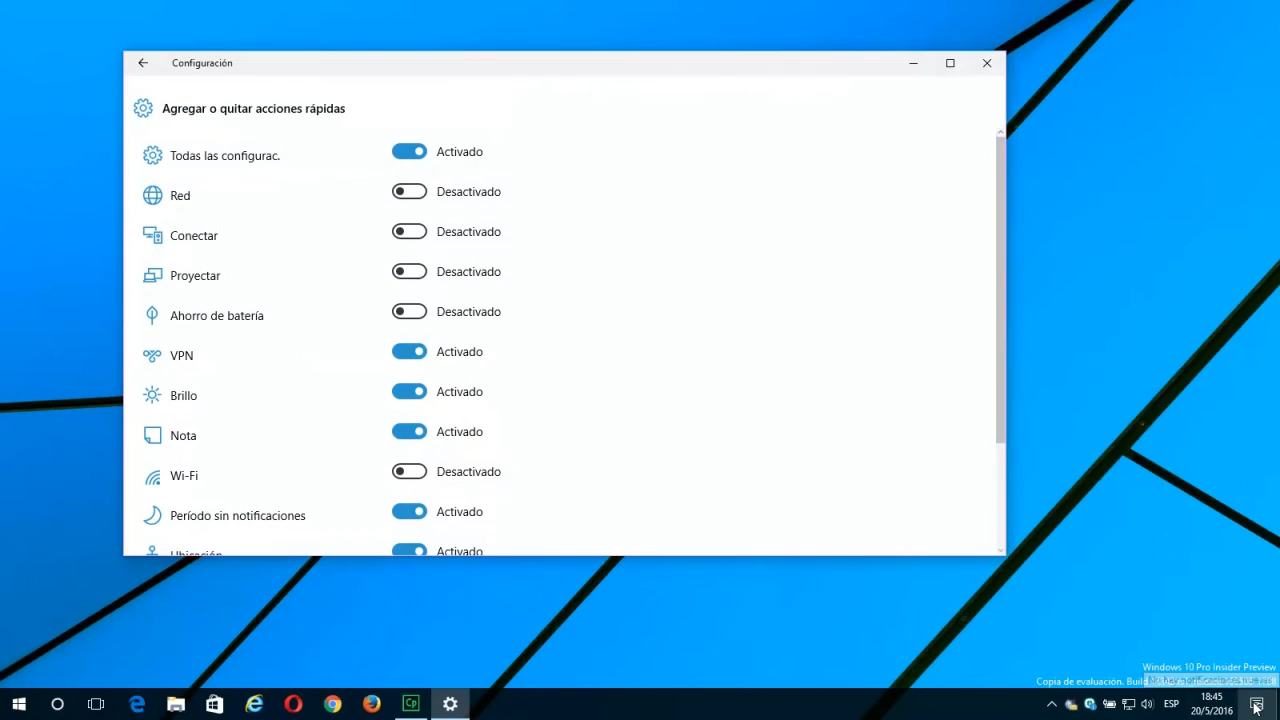 Configuración
Agregar o quitar acciones rápidas
Todas las configurac.
Activado
Red
Desactivado
Conectar
Desactivado
Proyectar
Desactivado
Ahorro de batería
Desactivado
VPN
Activado
Brillo
Activado
Nota
Activado
Wi-Fi
Desactivado
Período sin notificaciones
Activado
Ubicación
Activado
Windows 10 Pro Insider Preview
Copia de evaluación.
Cp
ESP
18:45
20/5/2016